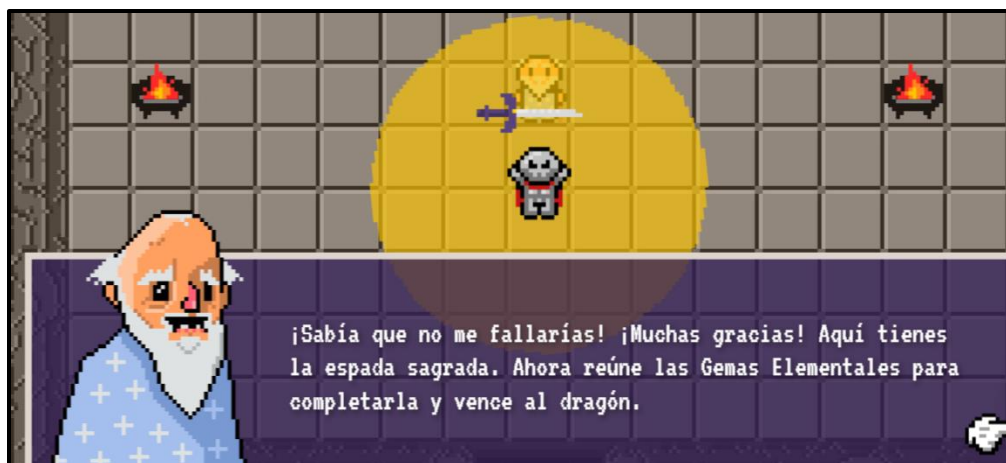 ¡Sabía que no me fallarías! ¡Muchas gracias! Aquí tienes
la espada sagrada. Ahora reúne las Gemas Elementales para
completarla y vence al dragón.